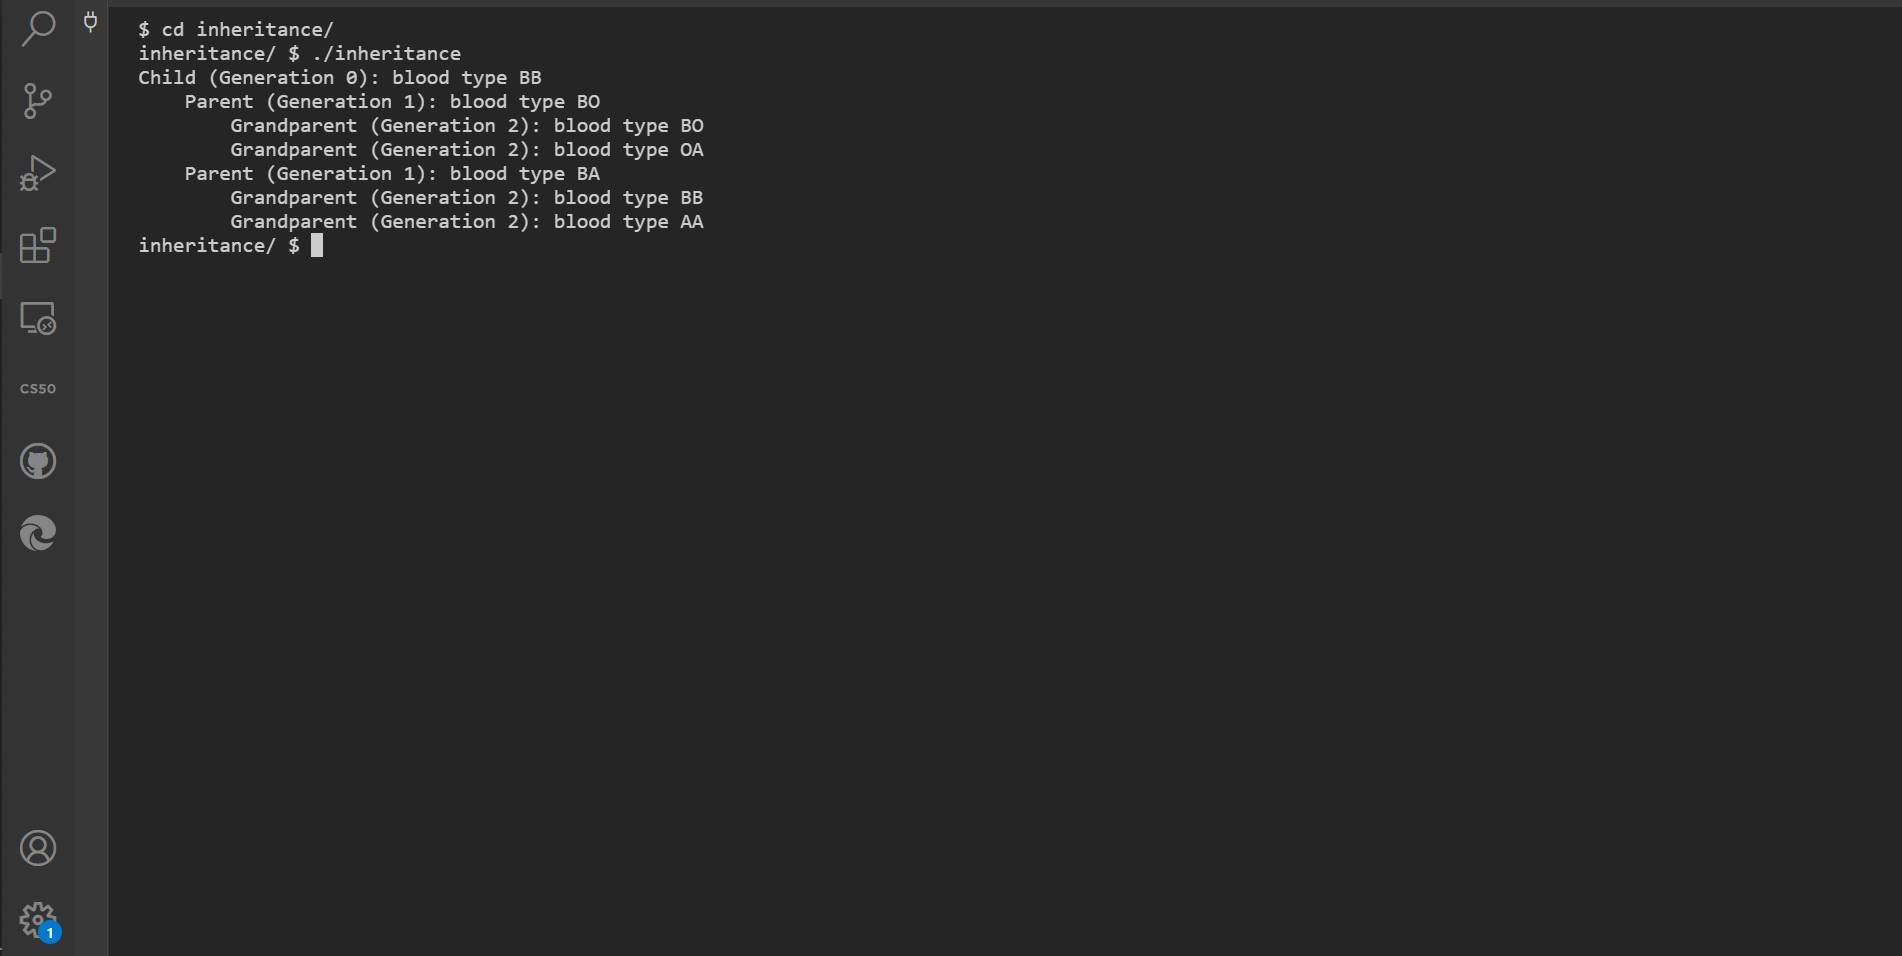 $ cd inheritance/
inheritance/ $ ./inheritance
Child (Generation 0): blood type BB
    Parent (Generation 1): blood type BO
        Grandparent (Generation 2): blood type BO
        Grandparent (Generation 2): blood type OA
    Parent (Generation 1): blood type BA
        Grandparent (Generation 2): blood type BB
        Grandparent (Generation 2): blood type AA
inheritance/ $
CS50
1